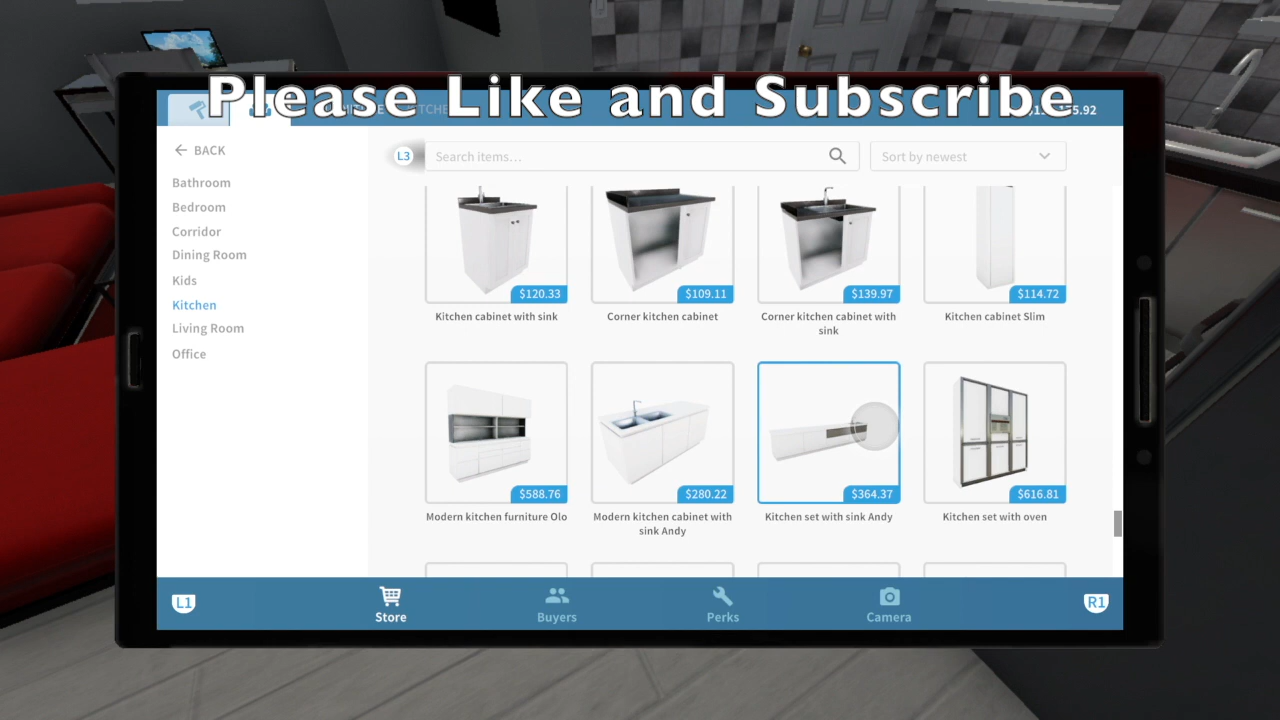 Please Like and Subscribe
BACK
Bathroom
Bedroom
Corridor
Dining Room
Kids
Kitchen
Living Room
Office
L3
Search items...
Sort by newest
$120.33
$109.11
$139.97
$114.72
Kitchen cabinet with sink
Corner kitchen cabinet
Corner kitchen cabinet with
sink
Kitchen cabinet Slim
$588.76
$280.22
$364.37
$616.81
Modern kitchen furniture Olo
Modern kitchen cabinet with
sink Andy
Kitchen set with sink Andy
Kitchen set with oven
L1
Store
Buyers
Perks
Camera
R1